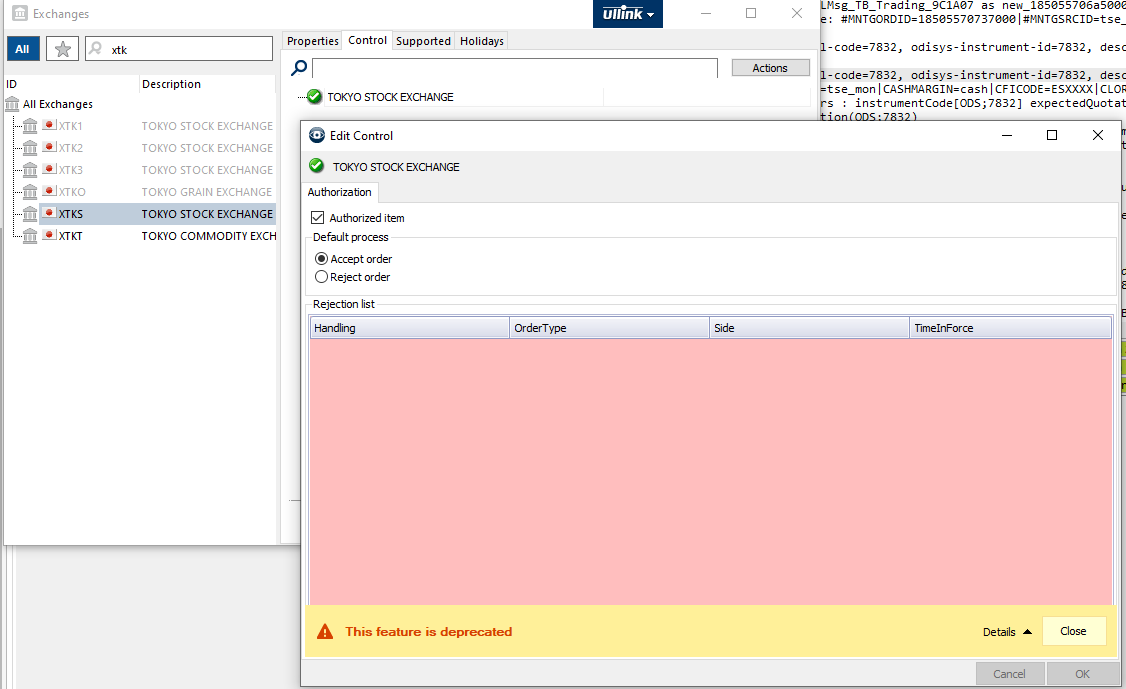 Exchanges
ullink
All
xtk
ID Description
All Exchanges
XTK1 TOKYO STOCK EXCHANGE
XTK2 TOKYO STOCK EXCHANGE
XTK3 TOKYO STOCK EXCHANGE
XTKO TOKYO GRAIN EXCHANGE
XTKS TOKYO STOCK EXCHANGE
XTKT TOKYO COMMODITY EXCH
Properties Control Supported Holidays
Actions
TOKYO STOCK EXCHANGE
LMsg_TB_Trading_9C1A07 as new_185055706a5000
e: #MNTGORDID=18505570737000|#MNTGSRCID=tse_
l-code=7832, odisys-instrument-id=7832, desc
l-code=7832, odisys-instrument-id=7832, desc
=tse_mon|CASHMARGIN=cash|CFICODE=ESXXXX|CLOR
rs : instrumentCode[ODS;7832] expectedQuotat
tion(ODS:7832)
Edit Control
TOKYO STOCK EXCHANGE
Authorization
Authorized item
Default process
Accept order
Reject order
Rejection list
Handling OrderType Side TimeInForce
This feature is deprecated
Details Close
Cancel OK